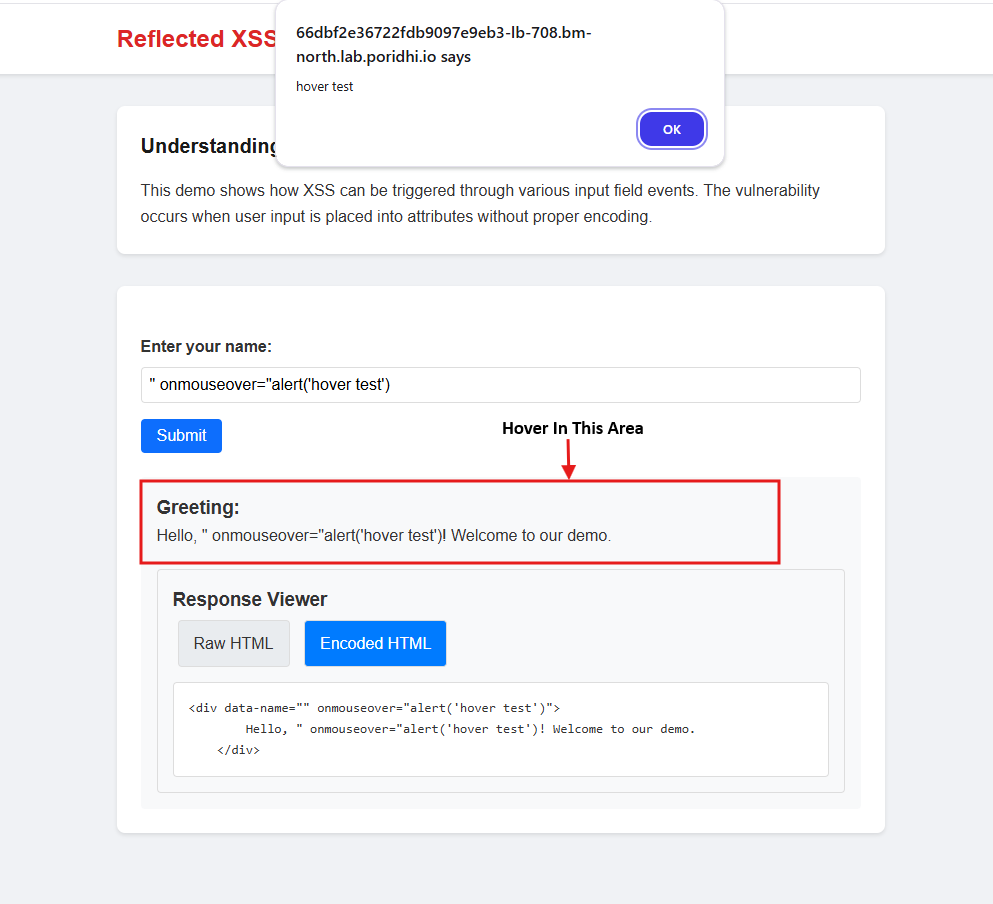 Reflected XSS
66dbf2e36722fdb9097e9eb3-lb-708.bm-
north.lab.poridhi.io says
hover test
OK
Understanding
This demo shows how XSS can be triggered through various input field events. The vulnerability
occurs when user input is placed into attributes without proper encoding.
Enter your name:
" onmouseover="alert('hover test')
Submit
Hover In This Area
Greeting:
Hello, " onmouseover="alert('hover test')! Welcome to our demo.
Response Viewer
Raw HTML
Encoded HTML
<div data-name="" onmouseover="alert('hover test')">
Hello, " onmouseover="alert('hover test')! Welcome to our demo.
</div>